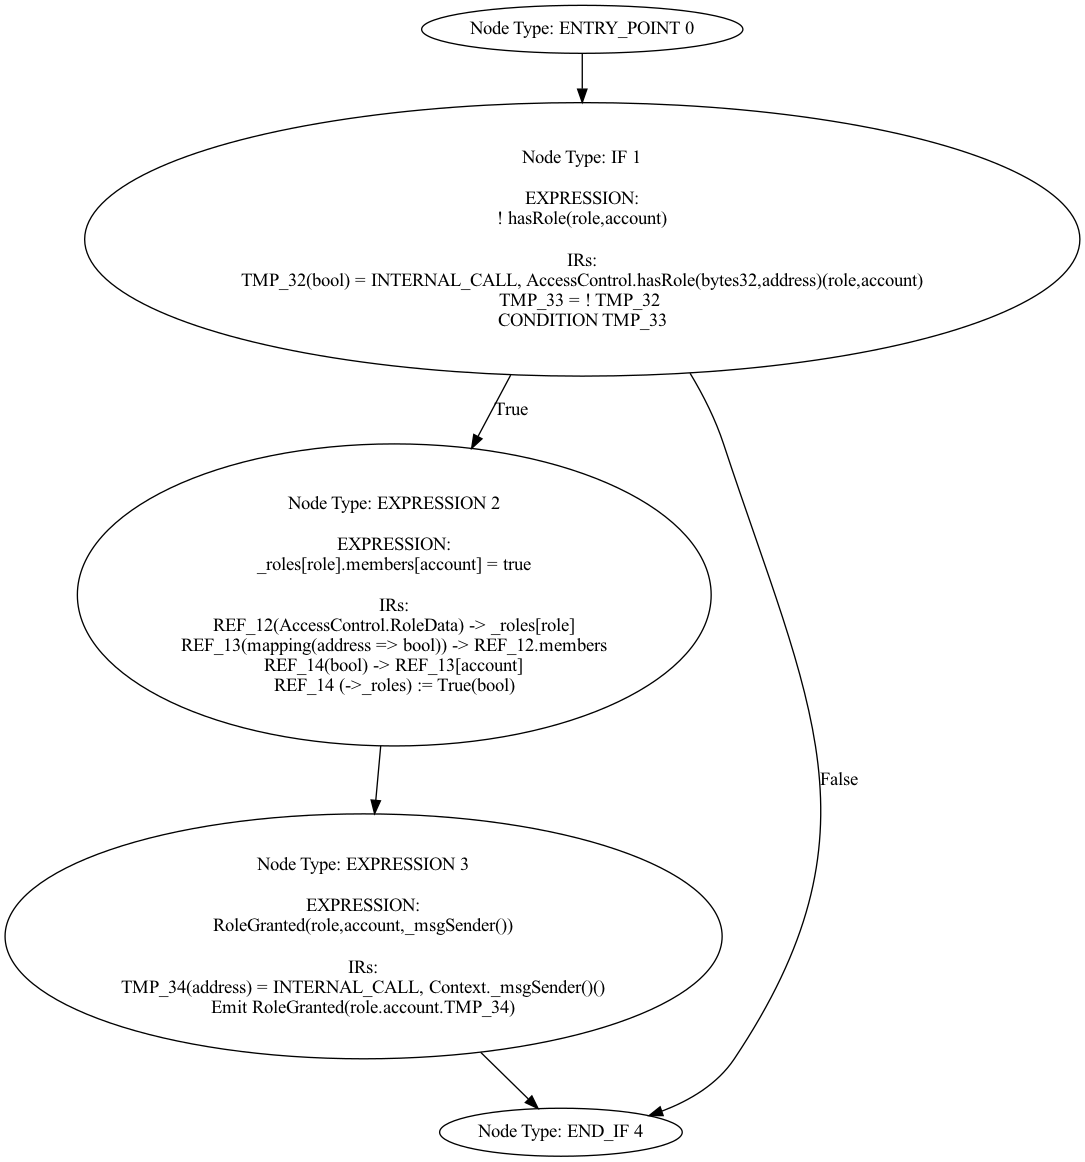 Node Type: ENTRY_POINT 0
Node Type: IF 1
EXPRESSION:
! hasRole(role,account)
IRs:
TMP_32(bool) = INTERNAL_CALL, AccessControl.hasRole(bytes32,address)(role,account)
TMP_33 = ! TMP_32
CONDITION TMP_33
True
Node Type: EXPRESSION 2
EXPRESSION:
_roles[role].members[account] = true
IRs:
REF_12(AccessControl.RoleData) -> _roles[role]
REF_13(mapping(address => bool)) -> REF_12.members
REF_14(bool) -> REF_13[account]
REF_14 (->_roles) := True(bool)
False
Node Type: EXPRESSION 3
EXPRESSION:
RoleGranted(role,account,_msgSender())
IRs:
TMP_34(address) = INTERNAL_CALL, Context._msgSender()()
Emit RoleGranted(role.account.TMP_34)
Node Type: END_IF 4